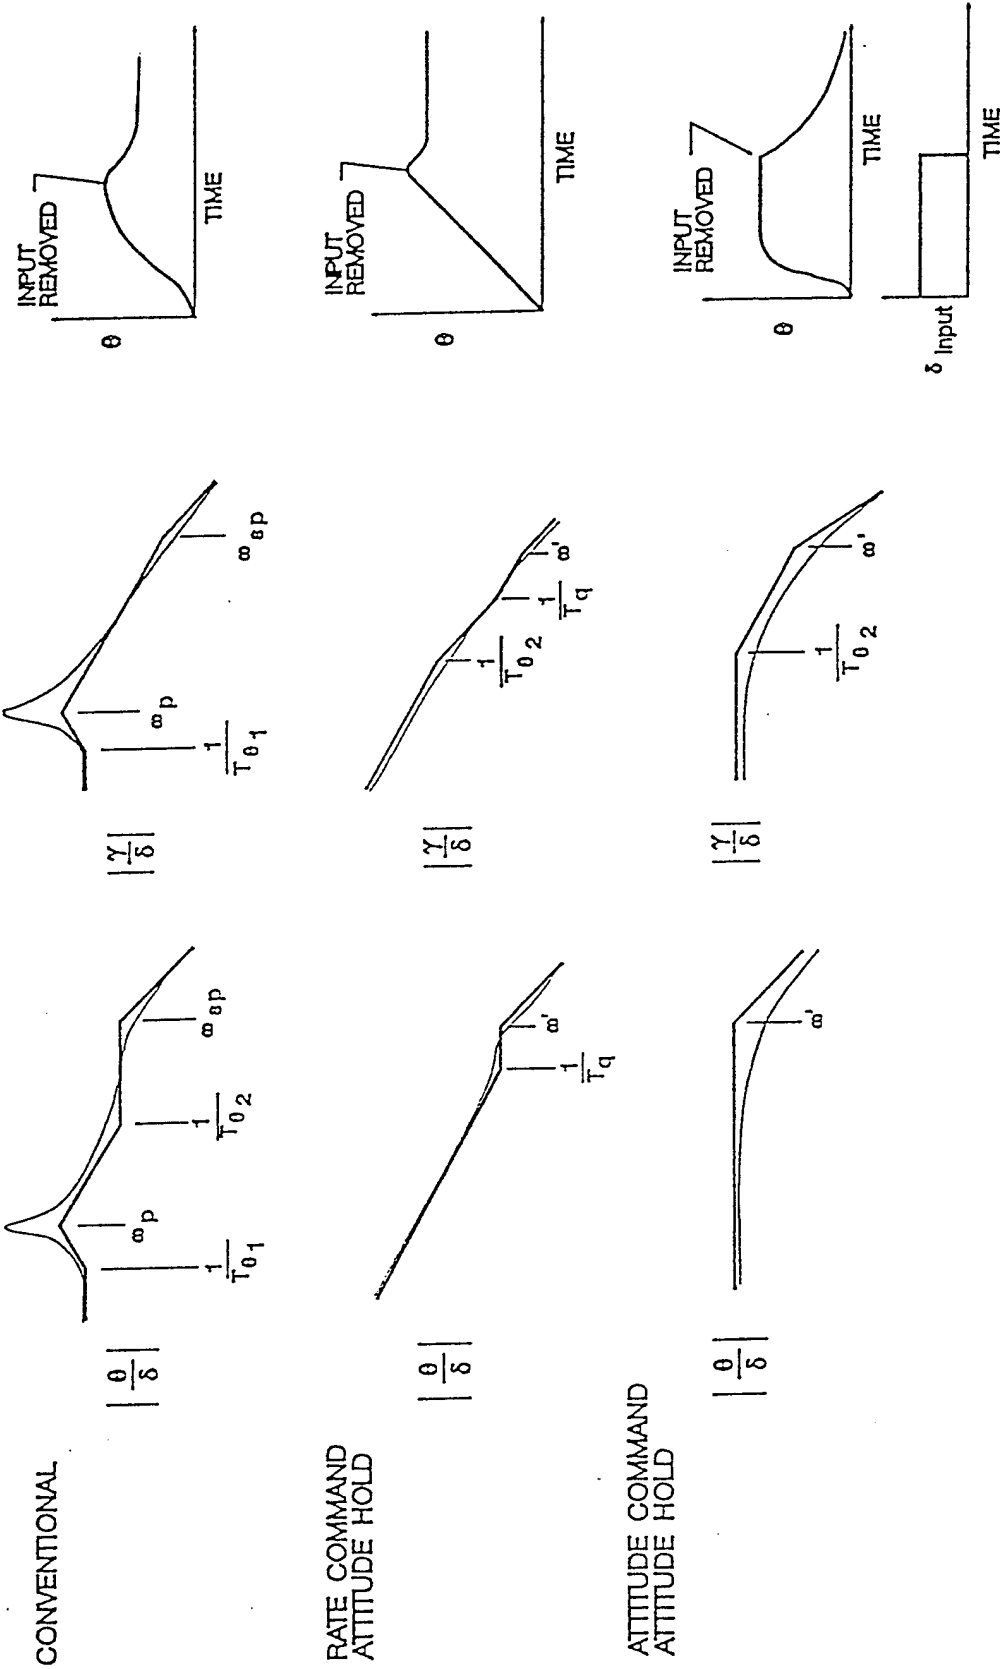 CONVENTIONAL
|θ/δ|
1/Tθ1
ωp
1/Tθ2
ωsp
|γ/δ|
1/Tθ1
ωp
ωsp
θ
INPUT
REMOVED
TIME
RATE COMMAND
ATTITUDE HOLD
|θ/δ|
1/Tq
ω'
|γ/δ|
1/Tθ2
1/Tq
ω'
θ
INPUT
REMOVED
TIME
ATTITUDE COMMAND
ATTITUDE HOLD
|θ/δ|
ω'
|γ/δ|
1/Tθ2
ω'
θ
INPUT
REMOVED
TIME
δ Input
TIME